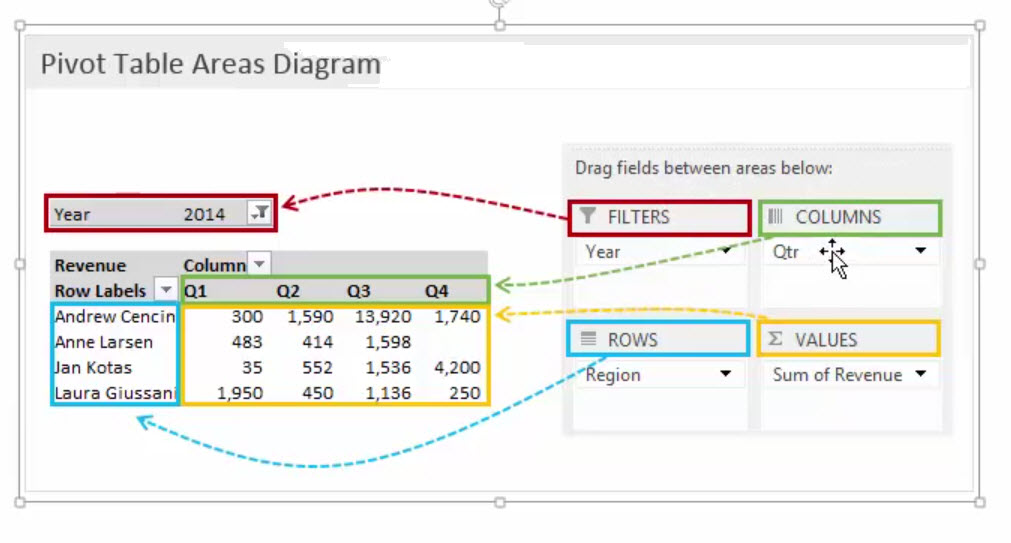 Pivot Table Areas Diagram
Drag fields between areas below:
Year 2014
FILTERS COLUMNS
Year Qtr
Revenue Column
Row Labels Q1 Q2 Q3 Q4
Andrew Cencin 300 1,590 13,920 1,740
Anne Larsen 483 414 1,598
Jan Kotas 35 552 1,536 4,200
Laura Giussani 1,950 450 1,136 250
ROWS Σ VALUES
Region Sum of Revenue